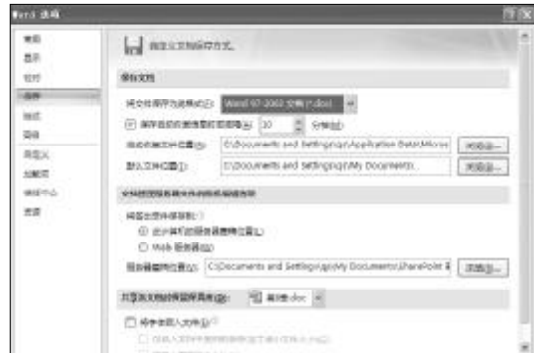 Word 选项
常用
显示
校对
保存
版式
高级
自定义
加载项
信任中心
资源
自定义文档保存方式。
保存文档
将文件保存为此格式(F): Word 97-2003 文档 (*.doc)
保存自动恢复信息时间间隔(A) 10 分钟(M)
自动恢复文件位置(R): C:\Documents and Settings\qn\Application Data\Micros 浏览(B)...
默认文件位置(I): C:\Documents and Settings\qn\My Documents\ 浏览(B)...
文档管理服务器文件的脱机编辑选项
将签出文件保存到:
此计算机的服务器草稿位置(L)
Web 服务器(W)
服务器草稿位置(V): C:\Documents and Settings\qn\My Documents\SharePoint 浏览(B)...
共享该文档时保留保真度(D): .doc
将字体嵌入文件(E)